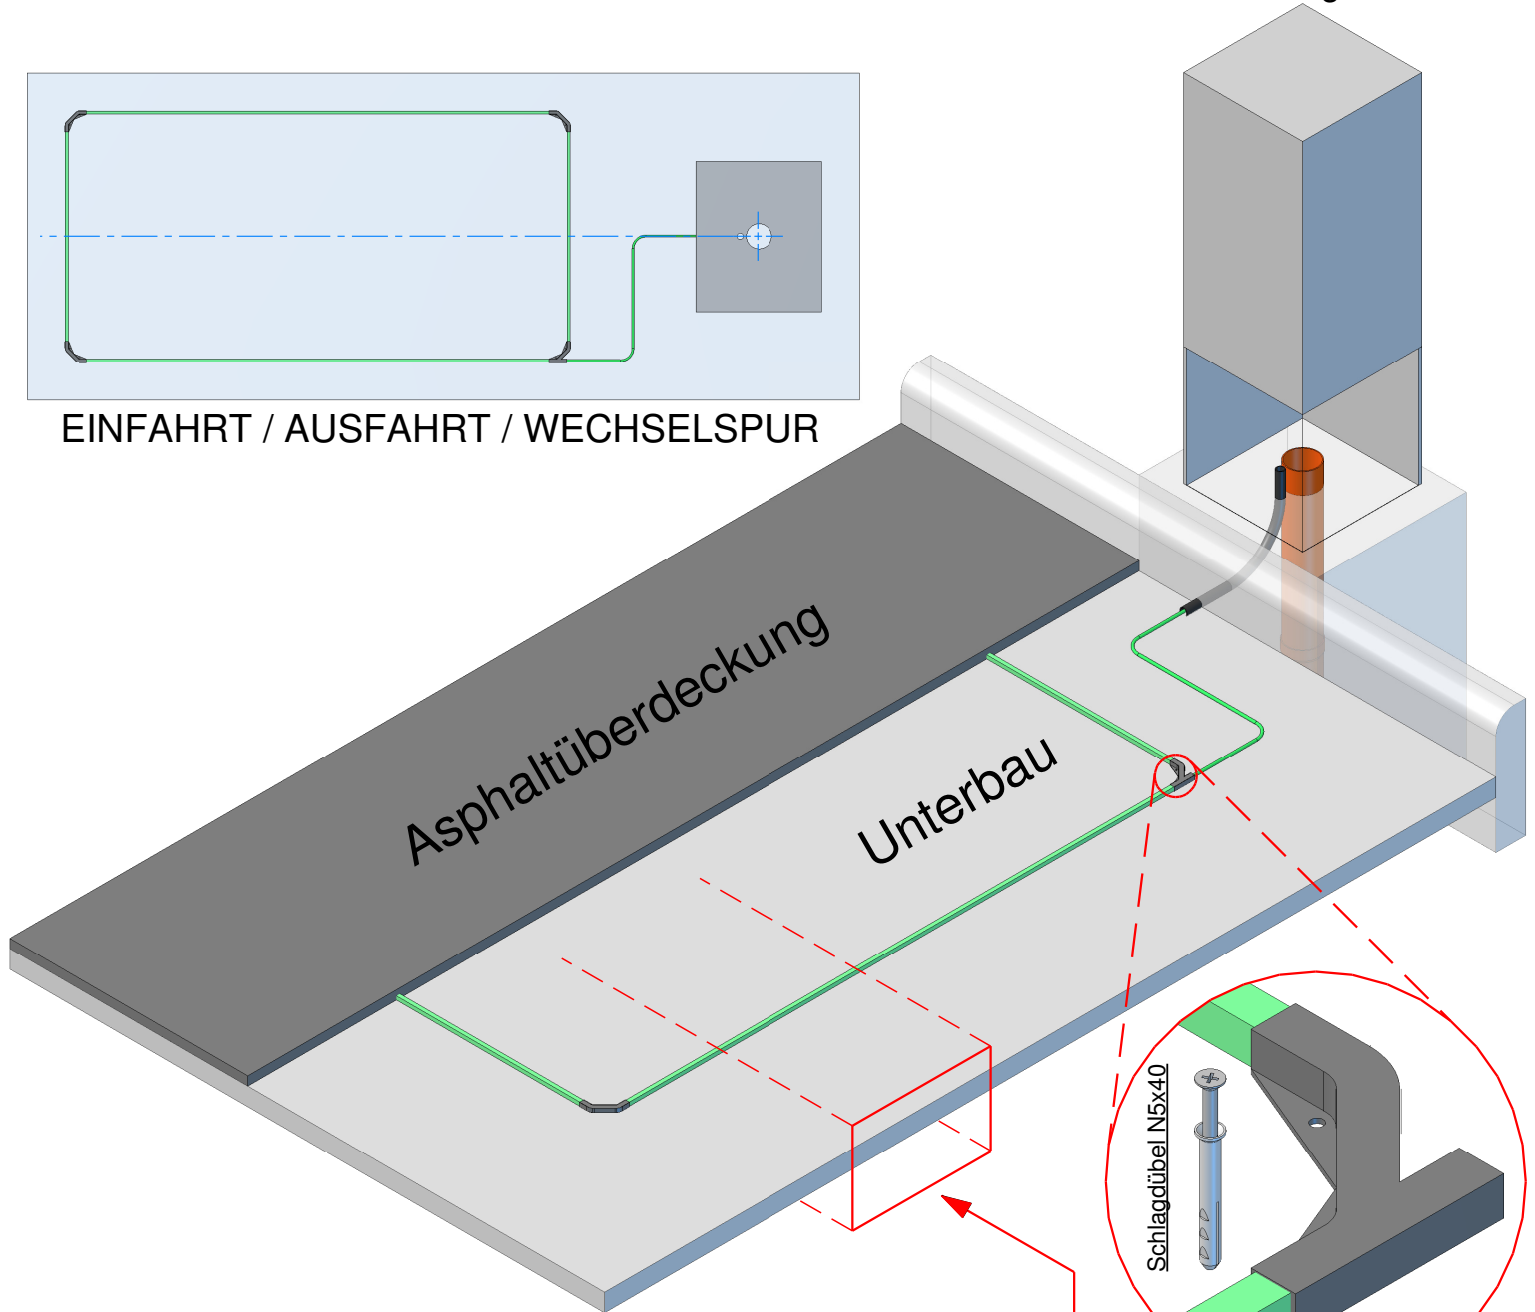 EINFAHRT / AUSFAHRT / WECHSELSPUR
Asphaltüberdeckung
Unterbau
Schlagdübel N5x40